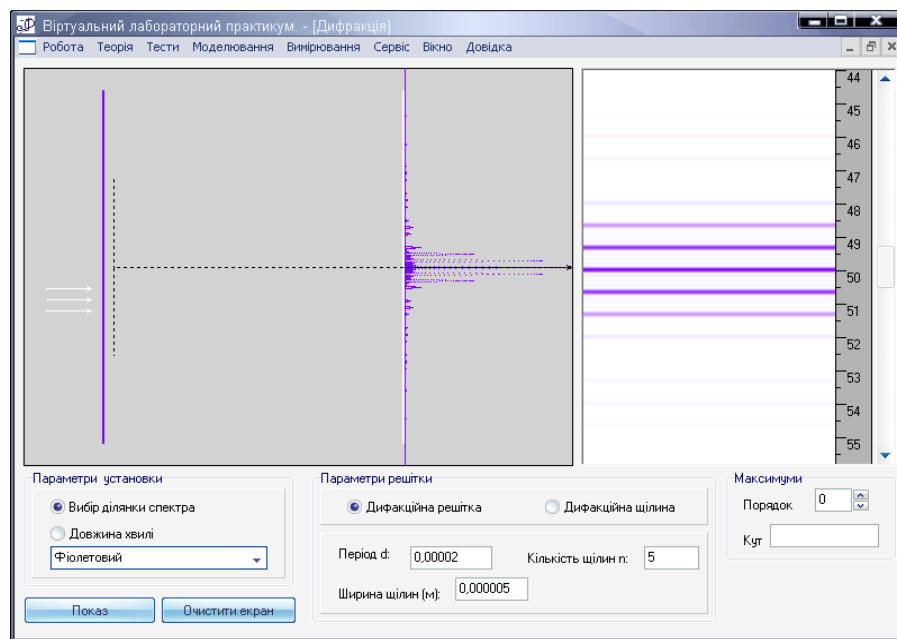 Віртуальний лабораторний практикум. - [Дифракція]
Робота Теорія Тести Моделювання Вимірювання Сервіс Вікно Довідка
44
45
46
47
48
49
50
51
52
53
54
55
Параметри установки
Вибір ділянки спектра
Довжина хвилі
Фіолетовий
Показ Очистити екран
Параметри решітки
Дифакційна решітка Дифакційна щілина
Період d: 0,00002 Кількість щілин n: 5
Ширина щілин (м): 0,000005
Максимуми
Порядок 0
Кут